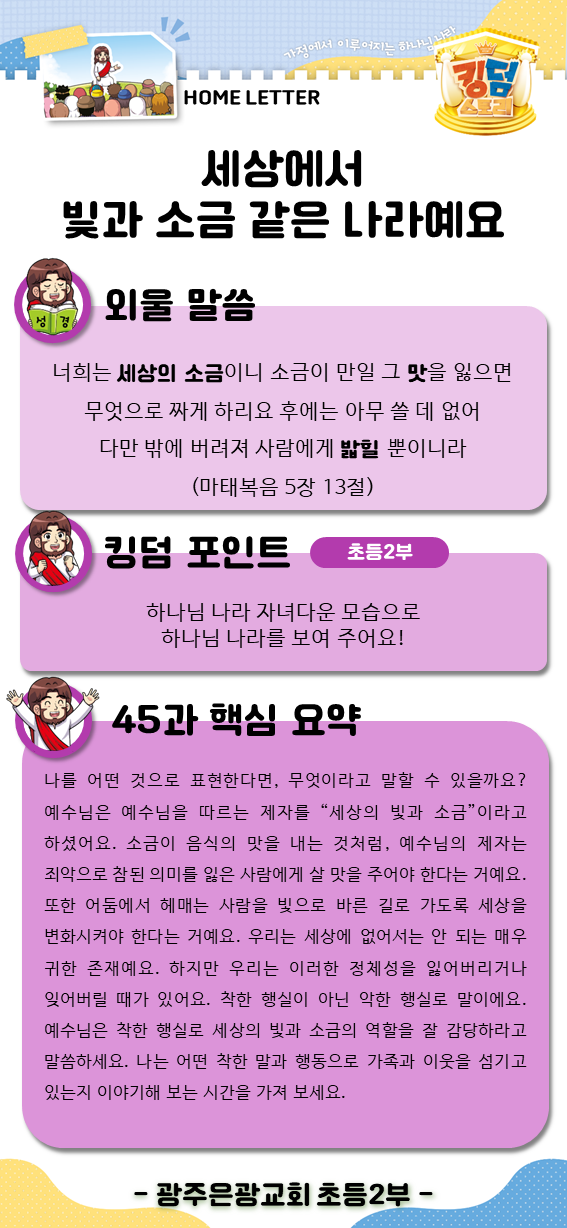 가정에서 이루어지는 하나님 나라
킹덤
스토리
HOME LETTER
세상에서
빛과 소금 같은 나라예요
성 경
외울 말씀
너희는 세상의 소금이니 소금이 만일 그 맛을 잃으면
무엇으로 짜게 하리요 후에는 아무 쓸 데 없어
다만 밖에 버려져 사람에게 밟힐 뿐이니라
(마태복음 5장 13절)
킹덤 포인트
초등2부
하나님 나라 자녀다운 모습으로
하나님 나라를 보여 주어요!
45과 핵심 요약
나를 어떤 것으로 표현한다면, 무엇이라고 말할 수 있을까요?
예수님은 예수님을 따르는 제자를 “세상의 빛과 소금”이라고
하셨어요. 소금이 음식의 맛을 내는 것처럼, 예수님의 제자는
죄악으로 참된 의미를 잃은 사람에게 살 맛을 주어야 한다는 거예요.
또한 어둠에서 헤매는 사람을 빛으로 바른 길로 가도록 세상을
변화시켜야 한다는 거예요. 우리는 세상에 없어서는 안 되는 매우
귀한 존재예요. 하지만 우리는 이러한 정체성을 잃어버리거나
잊어버릴 때가 있어요. 착한 행실이 아닌 악한 행실로 말이에요.
예수님은 착한 행실로 세상의 빛과 소금의 역할을 잘 감당하라고
말씀하세요. 나는 어떤 착한 말과 행동으로 가족과 이웃을 섬기고
있는지 이야기해 보는 시간을 가져 보세요.
- 광주은광교회 초등2부 -